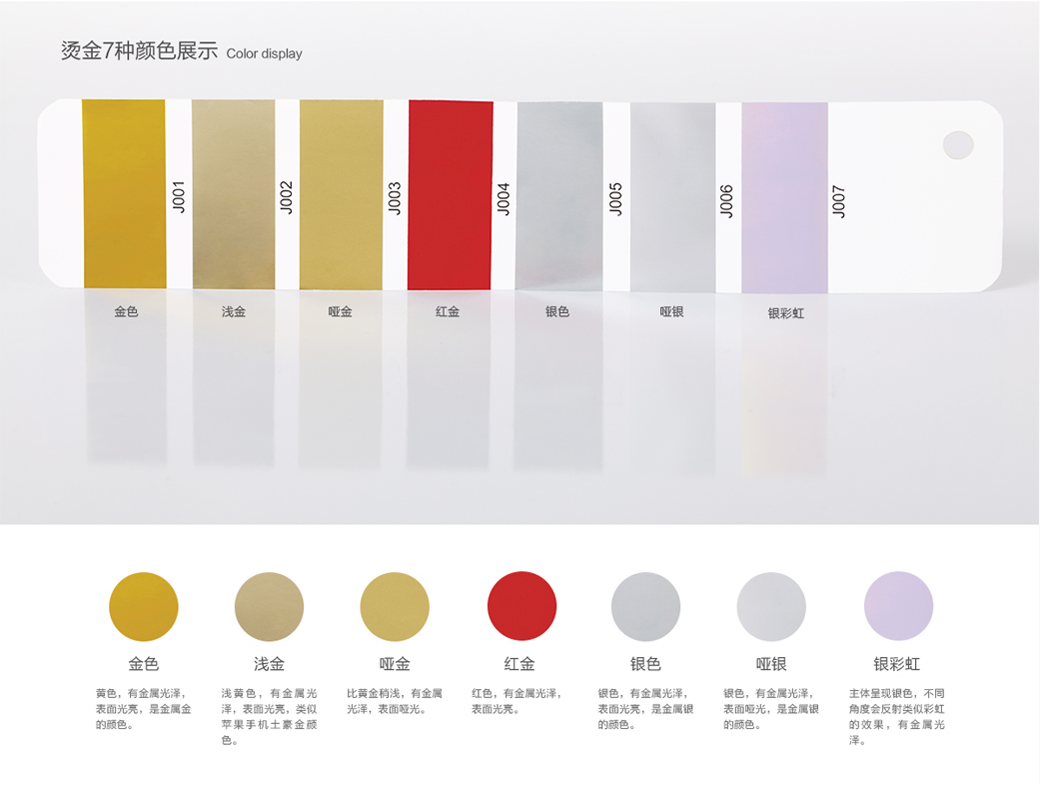 烫金7种颜色展示 Color display
J001
J002
J003
J004
J005
J006
J007
金色
浅金
哑金
红金
银色
哑银
银彩虹
金色
黄色，有金属光泽，
表面光亮，是金属金
的颜色。
浅金
浅黄色，有金属光
泽，表面光亮，类似
苹果手机土豪金颜
色。
哑金
比黄金稍浅，有金属
光泽，表面哑光。
红金
红色，有金属光泽，
表面光亮。
银色
银色，有金属光泽，
表面光亮，是金属银
的颜色。
哑银
银色，有金属光泽，
表面哑光，是金属银
的颜色。
银彩虹
主体呈现银色，不同
角度会反射类似彩虹
的效果，有金属光
泽。